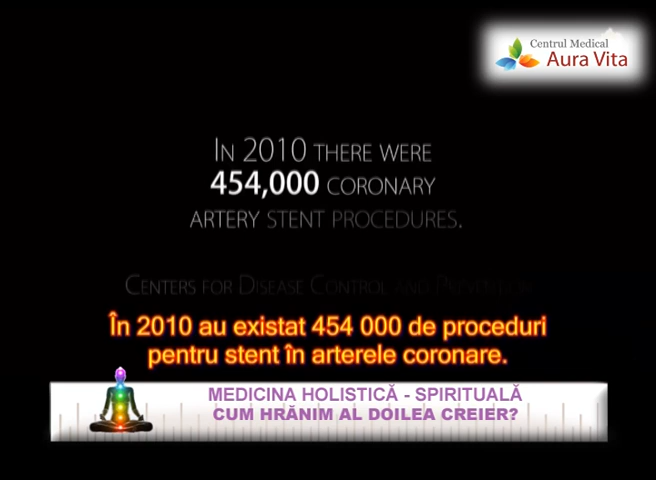 Centrul Medical
Aura Vita
IN 2010 THERE WERE
454,000 CORONARY
ARTERY STENT PROCEDURES.
CENTERS FOR DISEASE CONTROL AND PREVENTION
În 2010 au existat 454 000 de proceduri
pentru stent în arterele coronare.
MEDICINA HOLISTICĂ - SPIRITUALĂ
CUM HRĂNIM AL DOILEA CREIER?